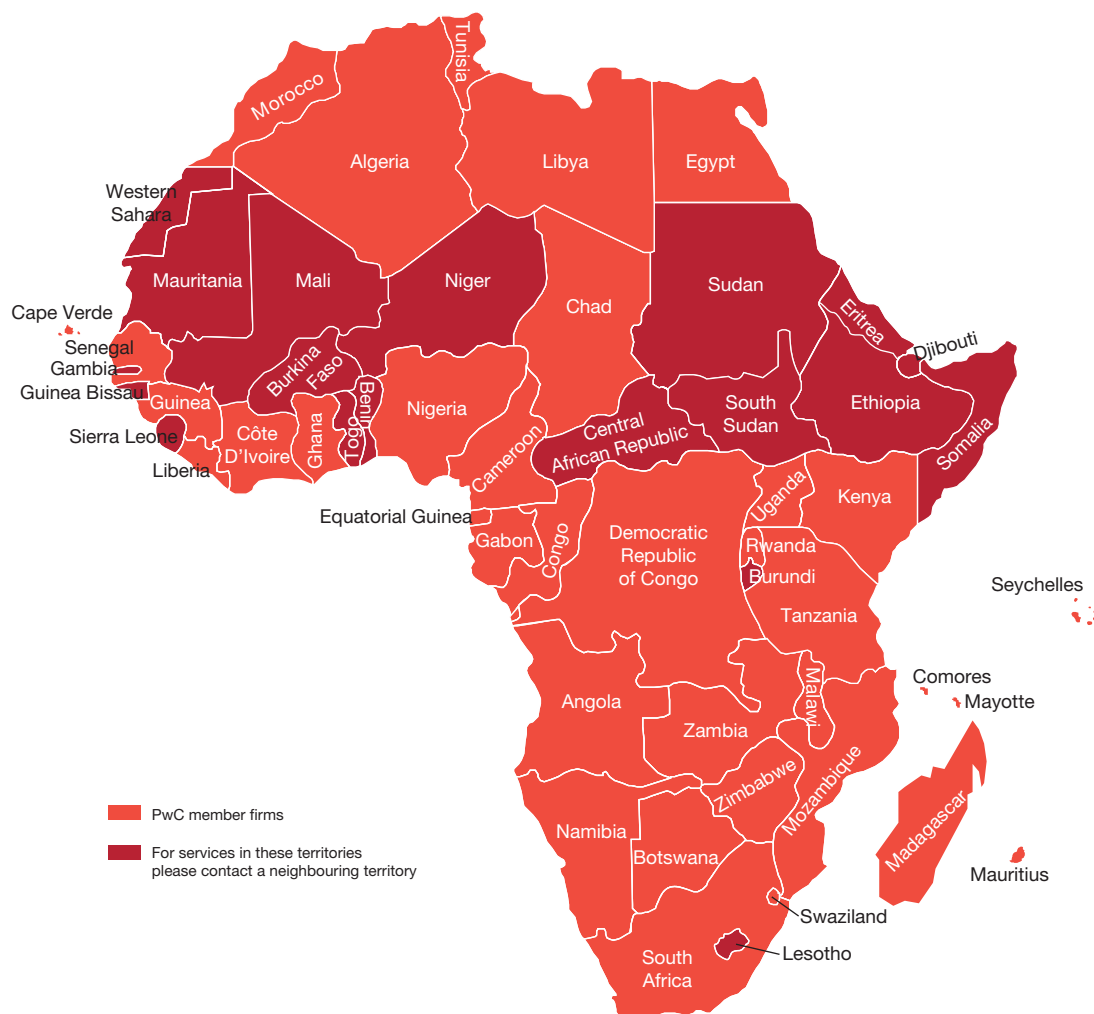 Tunisia
Morocco
Algeria
Libya
Egypt
Western
Sahara
Mauritania
Mali
Niger
Chad
Sudan
Eritrea
Cape Verde
Senegal
Gambia
Guinea Bissau
Guinea
Sierra Leone
Liberia
Côte
D'Ivoire
Burkina
Faso
Ghana
Togo
Benin
Nigeria
Cameroon
Central
African Republic
South
Sudan
Djibouti
Ethiopia
Somalia
Equatorial Guinea
Gabon
Congo
Democratic
Republic
of Congo
Uganda
Kenya
Rwanda
Burundi
Tanzania
Seychelles
Comores
Mayotte
Angola
Zambia
Malawi
Mozambique
Zimbabwe
Namibia
Botswana
Madagascar
Mauritius
Swaziland
Lesotho
South
Africa
PwC member firms
For services in these territories
please contact a neighbouring territory